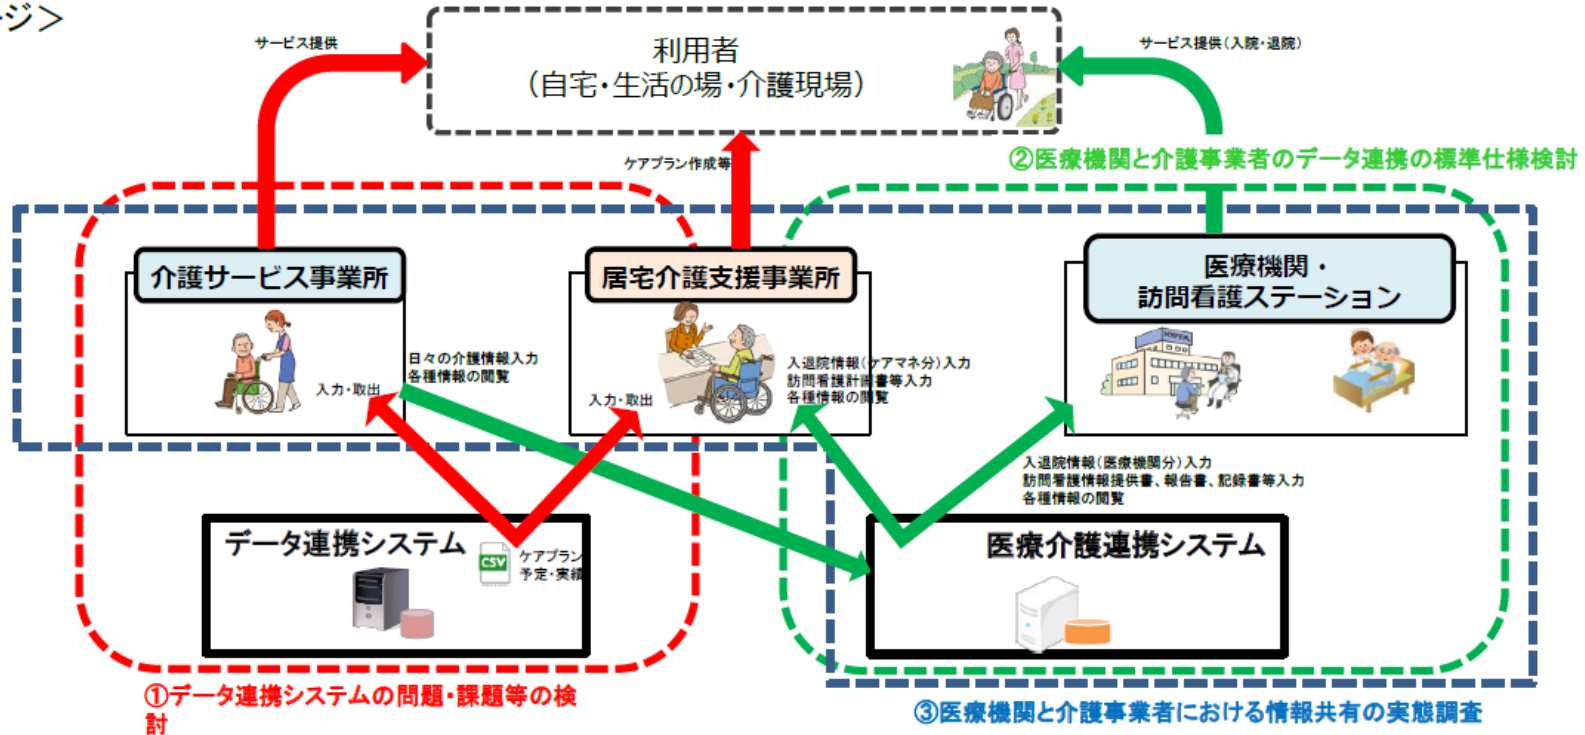 ージ＞
サービス提供
利用者
（自宅・生活の場・介護現場）
サービス提供（入院・退院）
ケアプラン作成等
②医療機関と介護事業者のデータ連携の標準仕様検討
介護サービス事業所
居宅介護支援事業所
医療機関・
訪問看護ステーション
HOSPITAL
日々の介護情報入力
各種情報の閲覧
入力・取出
入力・取出
入退院情報（ケアマネ分）入力
訪問看護計画書等入力
各種情報の閲覧
入退院情報（医療機関分）入力
訪問看護情報提供書、報告書、記録書等入力
各種情報の閲覧
データ連携システム
CSV
ケアプラン
予定・実績
医療介護連携システム
①データ連携システムの問題・課題等の検
討
③医療機関と介護事業者における情報共有の実態調査